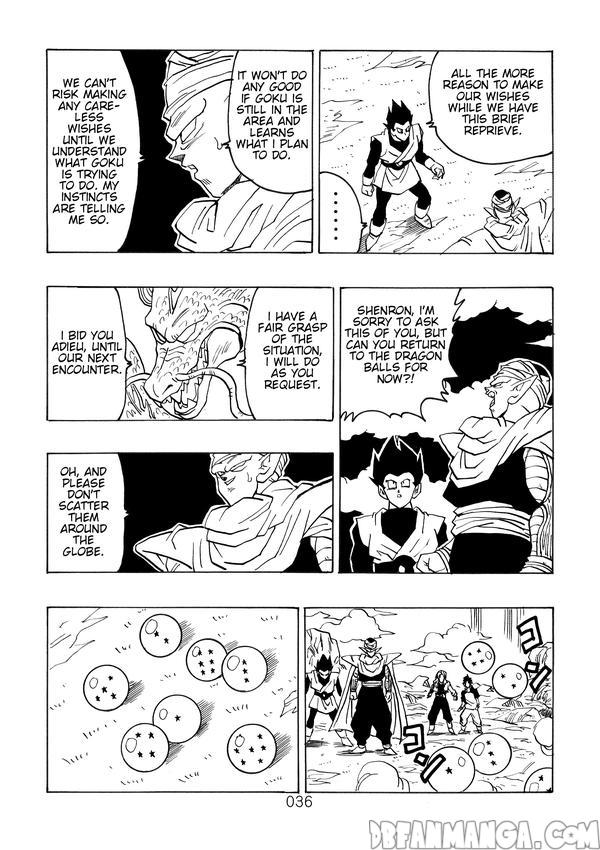 ALL THE MORE
REASON TO MAKE
OUR WISHES
WHILE WE HAVE
THIS BRIEF
REPRIEVE.
......
IT WON'T DO
ANY GOOD
IF GOKU IS
STILL IN THE
AREA AND
LEARNS
WHAT I PLAN
TO DO.
WE CAN'T
RISK MAKING
ANY CARE-
LESS
WISHES
UNTIL WE
UNDERSTAND
WHAT GOKU
IS TRYING
TO DO. MY
INSTINCTS
ARE TELLING
ME SO.
SHENRON, I'M
SORRY TO ASK
THIS OF YOU, BUT
CAN YOU RETURN
TO THE DRAGON
BALLS FOR
NOW?!
I HAVE A
FAIR GRASP
OF THE
SITUATION,
I WILL DO
AS YOU
REQUEST.
I BID YOU
ADIEU, UNTIL
OUR NEXT
ENCOUNTER.
OH, AND
PLEASE
DON'T
SCATTER
THEM
AROUND
THE
GLOBE.
コン
コン
036
DBFANMANGA.COM